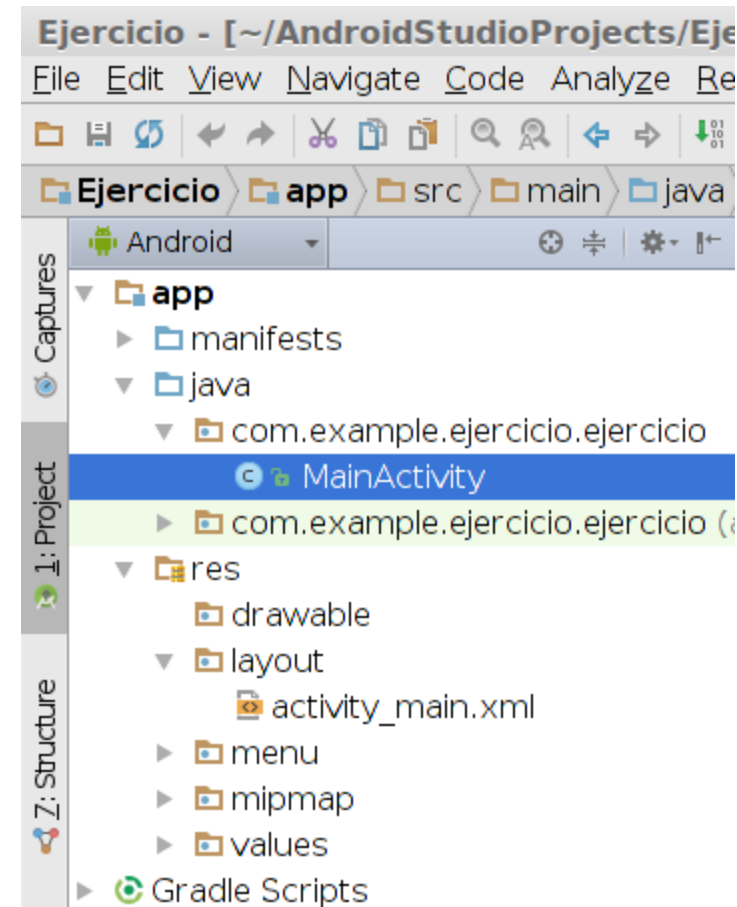 Ejercicio - [~/AndroidStudioProjects/Eje
File Edit View Navigate Code Analyze Re
Ejercicio app src main java
Android
app
manifests
java
com.example.ejercicio.ejercicio
MainActivity
com.example.ejercicio.ejercicio (a
res
drawable
layout
activity_main.xml
menu
mipmap
values
Gradle Scripts
Captures
1: Project
Z: Structure